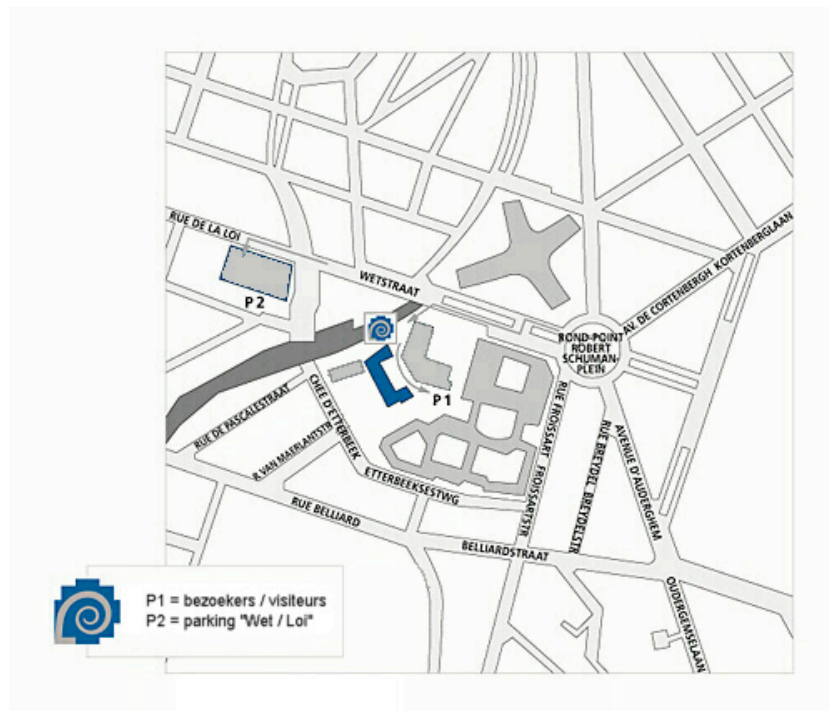 RUE DE LA LOI
P 2
WETSTRAAT
AV. DE CORTENBERGH KORTENBERGLAAN
ROND-POINT
ROBERT
SCHUMAN-
PLEIN
P 1
RUE DE PASCALESTRAAT
CHEE D'ETTERBEEK
R VAN MAERLANTSTR
ETTERBEEKSESTWG
RUE FROISSART FROISSARTSTR
RUE BREYDEL BREYDELSTR
AVENUE D'AUDERGHEM
RUE BELLIARD
BELLIARDSTRAAT
OUDERGEMSELAAN
P1 = bezoekers / visiteurs
P2 = parking "Wet / Loi"